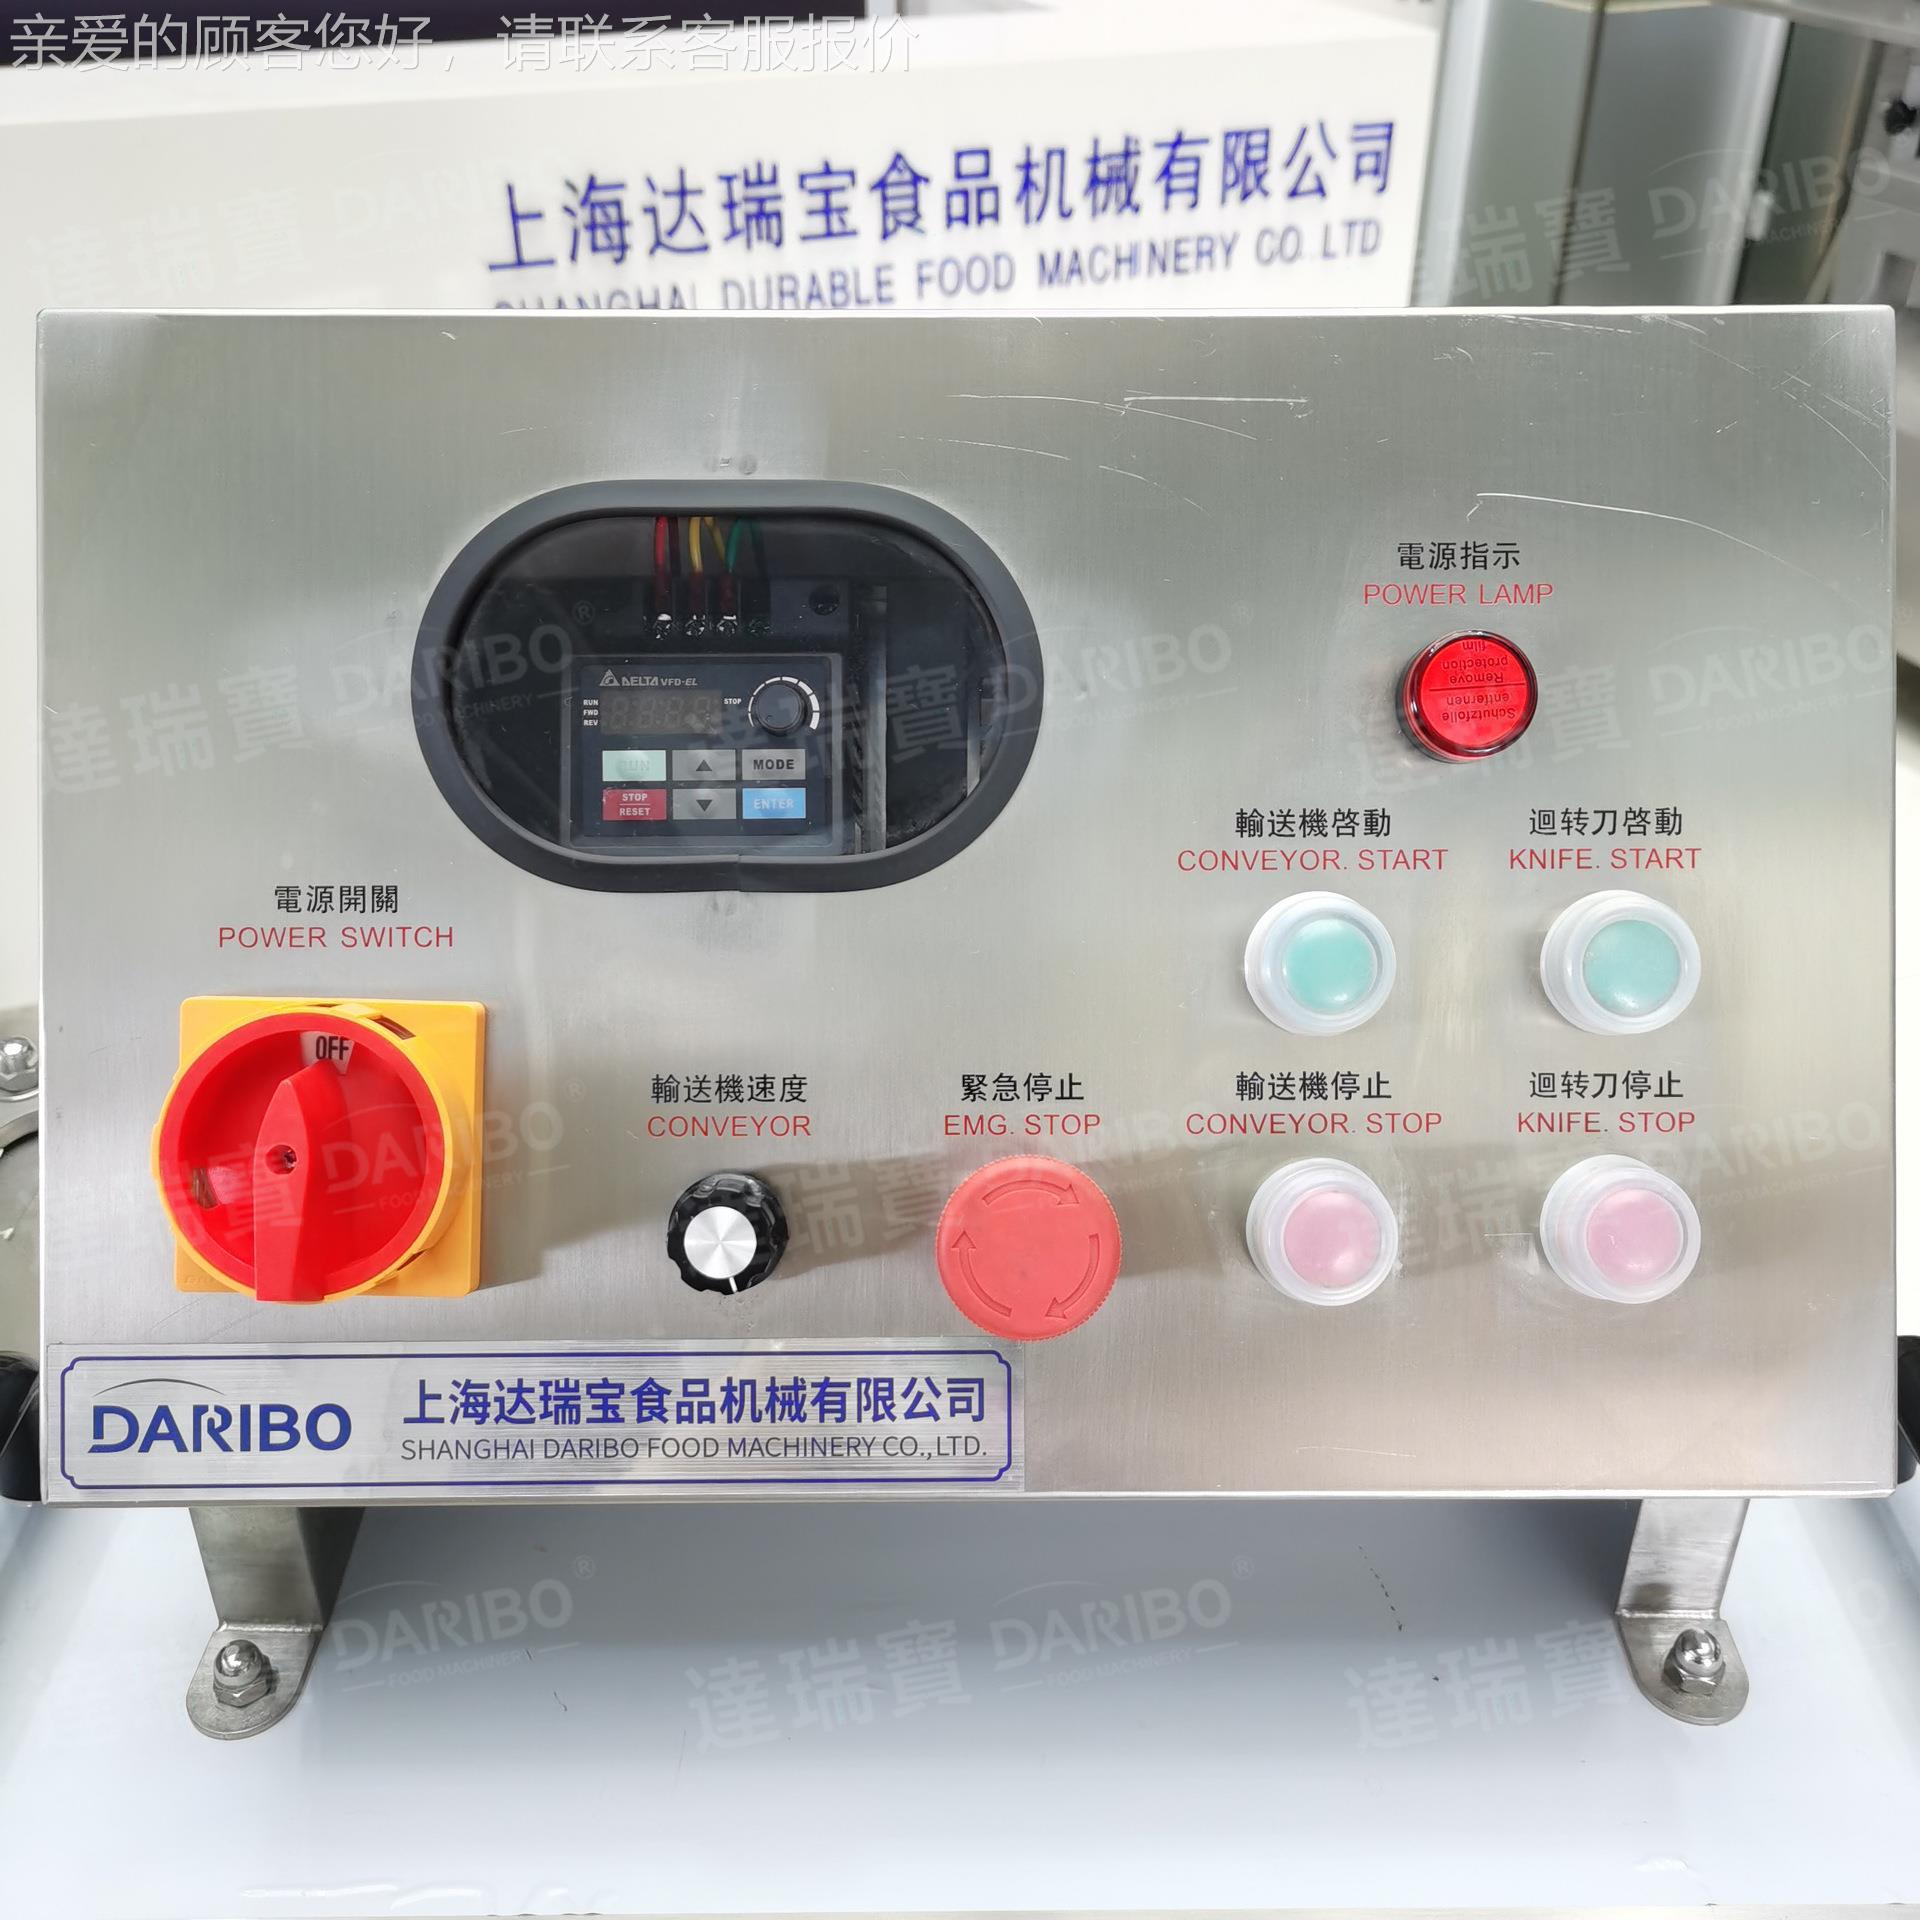 亲爱的顾客您好，请联系客服报价
上海达瑞宝食品机械有限公司
SHANGHAI DURABLE FOOD MACHINERY CO.,LTD
DELTA VFD-EL
RUN
FWD
REV
STOP
RUN
MODE
STOP
RESET
ENTER
電源指示
POWER LAMP
Schutzfolie
entfernen
Remove
protection
film
輸送機啓動
CONVEYOR. START
迴转刀啓動
KNIFE. START
電源開關
POWER SWITCH
OFF
輸送機速度
CONVEYOR
緊急停止
EMG. STOP
輸送機停止
CONVEYOR. STOP
迴转刀停止
KNIFE. STOP
DARIBO
上海达瑞宝食品机械有限公司
SHANGHAI DARIBO FOOD MACHINERY CO.,LTD.
達瑞寶 DARIBO®
FOOD MACHINERY